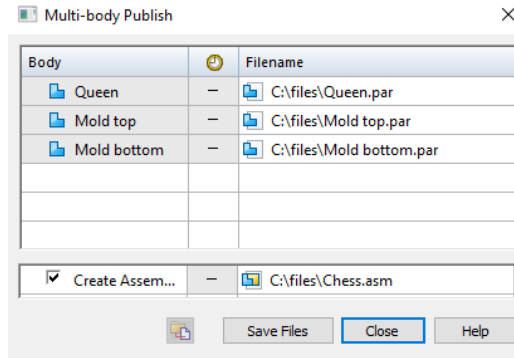 Multi-body Publish
Body Filename
Queen – C:\files\Queen.par
Mold top – C:\files\Mold top.par
Mold bottom – C:\files\Mold bottom.par
Create Assem... – C:\files\Chess.asm
Save Files Close Help